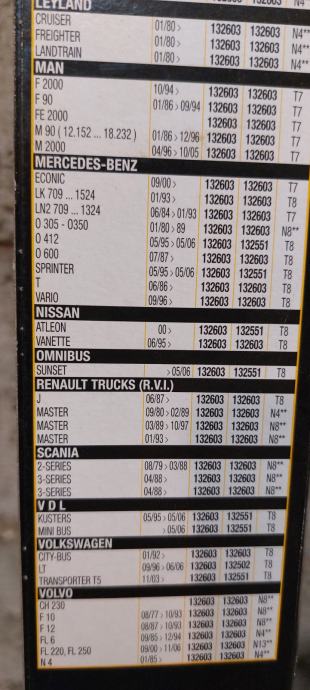 LEYLAND
CRUISER 01/80> 132603 132603 N4**
FREIGHTER 01/80> 132603 132603 N4**
LANDTRAIN 01/80> 132603 132603 N4**
MAN
F 2000 10/94> 132603 132603 T7
F 90 01/86>09/94 132603 132603 T7
FE 2000 132603 132603 T7
M 90 (12.152 ... 18.232) 01/86>12/96 132603 132603 T7
M 2000 04/96>10/05 132603 132603 T7
MERCEDES-BENZ
ECONIC 09/00> 132603 132603 T7
LK 709 ... 1524 01/93> 132603 132603 T8
LN2 709 ... 1324 06/84>01/93 132603 132603 T7
O 305 - O350 01/80>89 132603 132603 N8**
O 412 05/95>05/06 132603 132551 T8
O 600 07/87> 132603 132603 T8
SPRINTER 05/95>05/06 132603 132551 T8
T 06/86> 132603 132603 T8
VARIO 09/96> 132603 132603 T8
NISSAN
ATLEON 00> 132603 132551 T8
VANETTE 06/95> 132603 132603 T8
OMNIBUS
SUNSET >05/06 132603 132551 T8
RENAULT TRUCKS (R.V.I.)
J 06/87> 132603 132603 T8
MASTER 09/80>02/89 132603 132603 N4**
MASTER 03/89>10/97 132603 132603 N8**
MASTER 01/93> 132603 132603 N8**
SCANIA
2-SERIES 08/79>03/88 132603 132603 N8**
3-SERIES 04/88> 132603 132603 N8**
3-SERIES 04/88> 132603 132603 N8**
V D L
KUSTERS 05/95>05/06 132603 132551 T8
MINI BUS >05/06 132603 132551 T8
VOLKSWAGEN
CITY-BUS 01/92> 132603 132603 T8
LT 09/96>06/06 132603 132502 T8
TRANSPORTER T5 11/03> 132603 132551 T8
VOLVO
CH 230 132603 132603 N8**
F 10 08/77>10/93 132603 132603 N8**
F 12 08/87>10/93 132603 132603 N8**
FL 6 09/85>12/94 132603 132603 N4**
FL 220, FL 250 09/00>11/06 132603 132603 N13**
N 4 01/85> 132603 132603 N4**